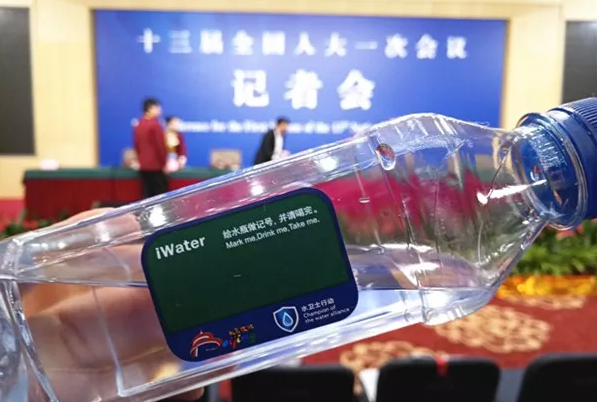 十三届全国人大一次会议
记者会
iWater
给水瓶做记号，并请喝完。
Mark me.Drink me.Take me.
水卫士行动
Champion of
the water alliance
Beijing